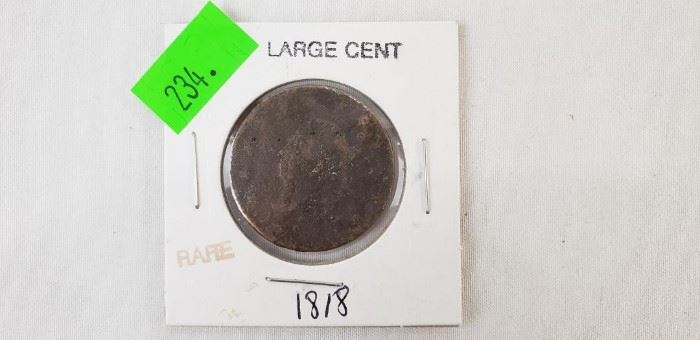 234.
LARGE CENT
RARE
1818